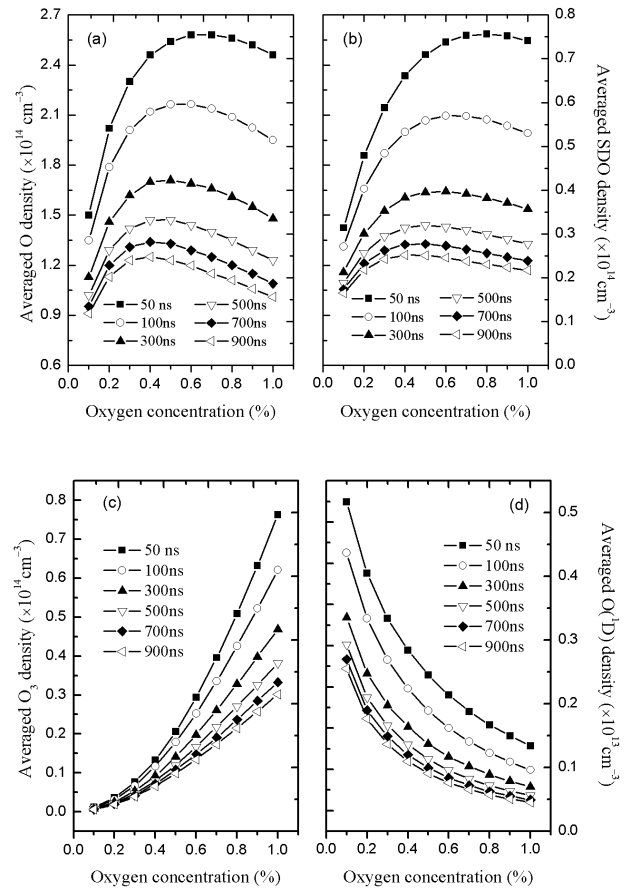 (a)
2.7
2.4
2.1
1.8
1.5
1.2
0.9
0.6
Averaged O density (×10¹⁴ cm⁻³)
50 ns
100ns
300ns
500ns
700ns
900ns
0.0 0.2 0.4 0.6 0.8 1.0
Oxygen concentration (%)
(b)
0.8
0.7
0.6
0.5
0.4
0.3
0.2
0.1
0.0
Averaged SDO density (×10¹⁴ cm⁻³)
50 ns
100ns
300ns
500ns
700ns
900ns
0.0 0.2 0.4 0.6 0.8 1.0
Oxygen concentration (%)
(c)
0.8
0.7
0.6
0.5
0.4
0.3
0.2
0.1
0.0
Averaged O₃ density (×10¹⁴ cm⁻³)
50 ns
100ns
300ns
500ns
700ns
900ns
0.0 0.2 0.4 0.6 0.8 1.0
Oxygen concentration (%)
(d)
0.5
0.4
0.3
0.2
0.1
0.0
Averaged O(¹D) density (×10¹³ cm⁻³)
50 ns
100ns
300ns
500ns
700ns
900ns
0.0 0.2 0.4 0.6 0.8 1.0
Oxygen concentration (%)